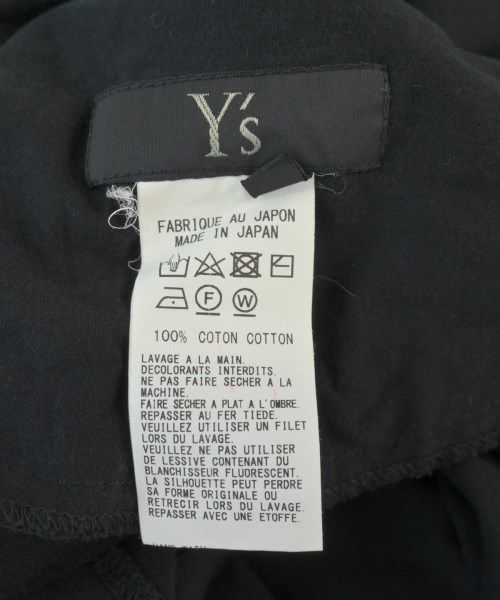 Y's
FABRIQUE AU JAPON
MADE IN JAPAN
F W
100% COTON COTTON
LAVAGE A LA MAIN.
DECOLORANTS INTERDITS.
NE PAS FAIRE SECHER A LA
MACHINE.
FAIRE SECHER A PLAT A L'OMBRE.
REPASSER AU FER TIEDE.
VEUILLEZ UTILISER UN FILET
LORS DU LAVAGE.
VEUILLEZ NE PAS UTILISER
DE LESSIVE CONTENANT DU
BLANCHISSEUR FLUORESCENT.
LA SILHOUETTE PEUT PERDRE
SA FORME ORIGINALE OU
RETRECIR LORS DU LAVAGE.
REPASSER AVEC UNE ETOFFE.